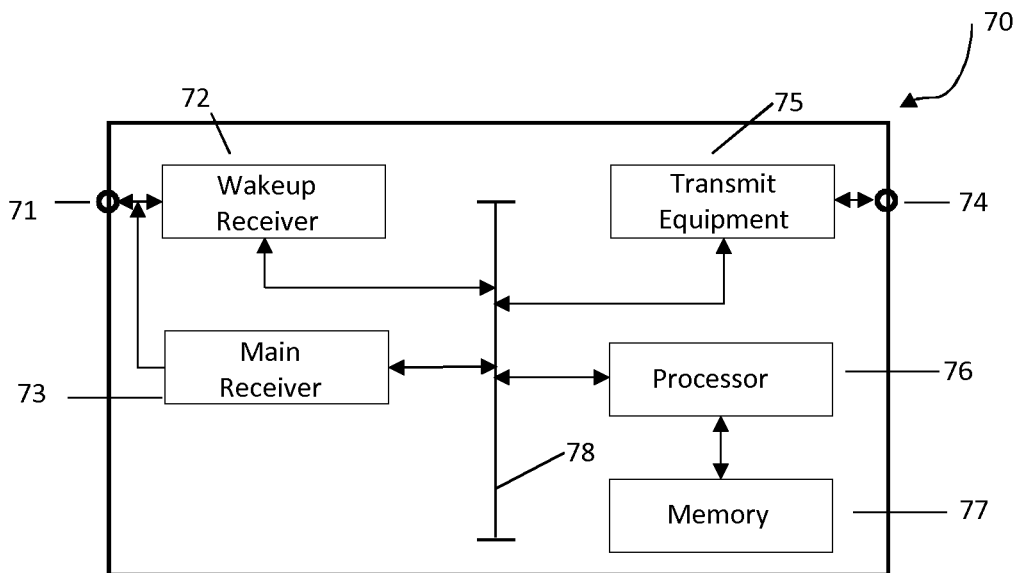 70
72
75
Wakeup
Receiver
Transmit
Equipment
71
74
Main
Receiver
Processor
73
76
78
Memory
77